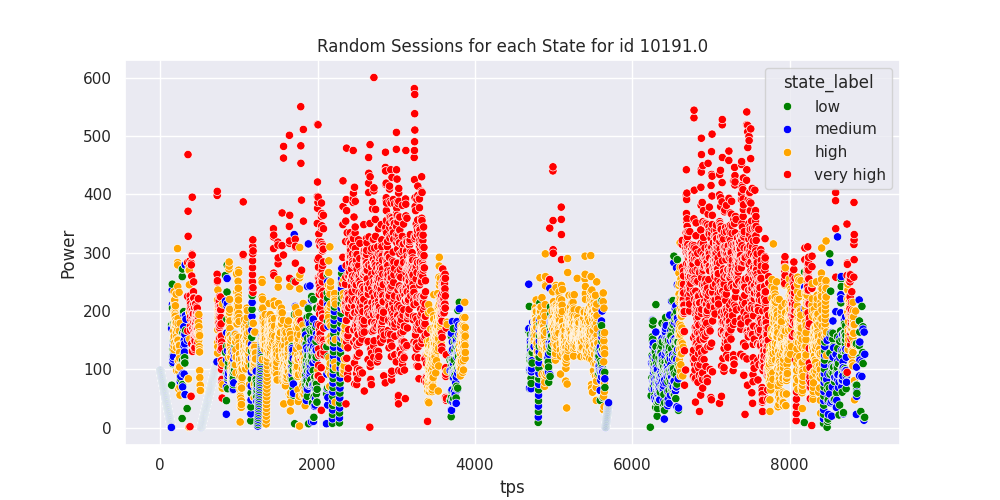 Random Sessions for each State for id 10191.0
600
500
400
300
200
100
0
Power
0
2000
4000
6000
8000
tps
state_label
low
medium
high
very high